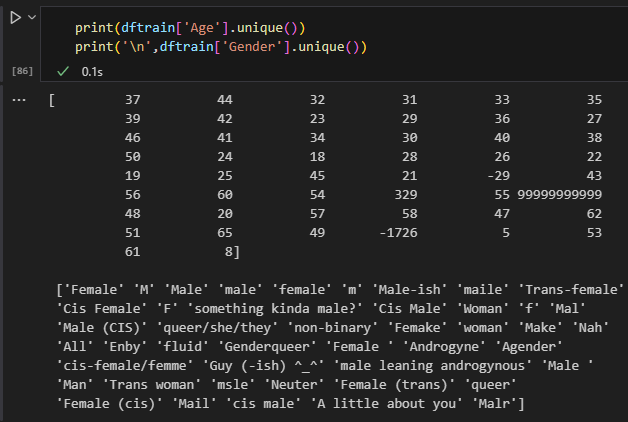 print(dftrain['Age'].unique())
print('\n',dftrain['Gender'].unique())
[86] 0.1s
... [ 37 44 32 31 33 35
39 42 23 29 36 27
46 41 34 30 40 38
50 24 18 28 26 22
19 25 45 21 -29 43
56 60 54 329 55 99999999999
48 20 57 58 47 62
51 65 49 -1726 5 53
61 8]
['Female' 'M' 'Male' 'male' 'female' 'm' 'Male-ish' 'maile' 'Trans-female'
'Cis Female' 'F' 'something kinda male?' 'Cis Male' 'Woman' 'f' 'Mal'
'Male (CIS)' 'queer/she/they' 'non-binary' 'Femake' 'woman' 'Make' 'Nah'
'All' 'Enby' 'fluid' 'Genderqueer' 'Female ' 'Androgyne' 'Agender'
'cis-female/femme' 'Guy (-ish) ^_^' 'male leaning androgynous' 'Male '
'Man' 'Trans woman' 'msle' 'Neuter' 'Female (trans)' 'queer'
'Female (cis)' 'Mail' 'cis male' 'A little about you' 'Malr']